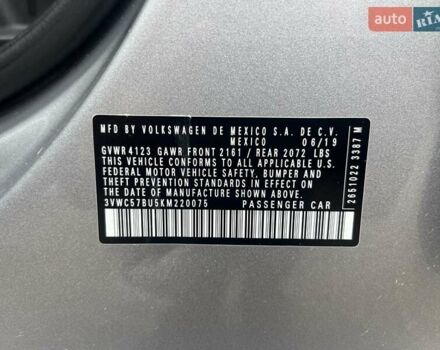 AUTO
RIA
MFD BY VOLKSWAGEN DE MEXICO S.A. DE C.V.
MEXICO 06/19
GVWR 4123 GAWR FRONT 2161 / REAR 2072 LBS
THIS VEHICLE CONFORMS TO ALL APPLICABLE U.S.
FEDERAL MOTOR VEHICLE SAFETY, BUMPER AND
THEFT PREVENTION STANDARDS IN EFFECT ON
THE DATE OF MANUFACTURE SHOWN ABOVE.
3VWC57BU5KM220075 PASSENGER CAR
2651022 3387 M